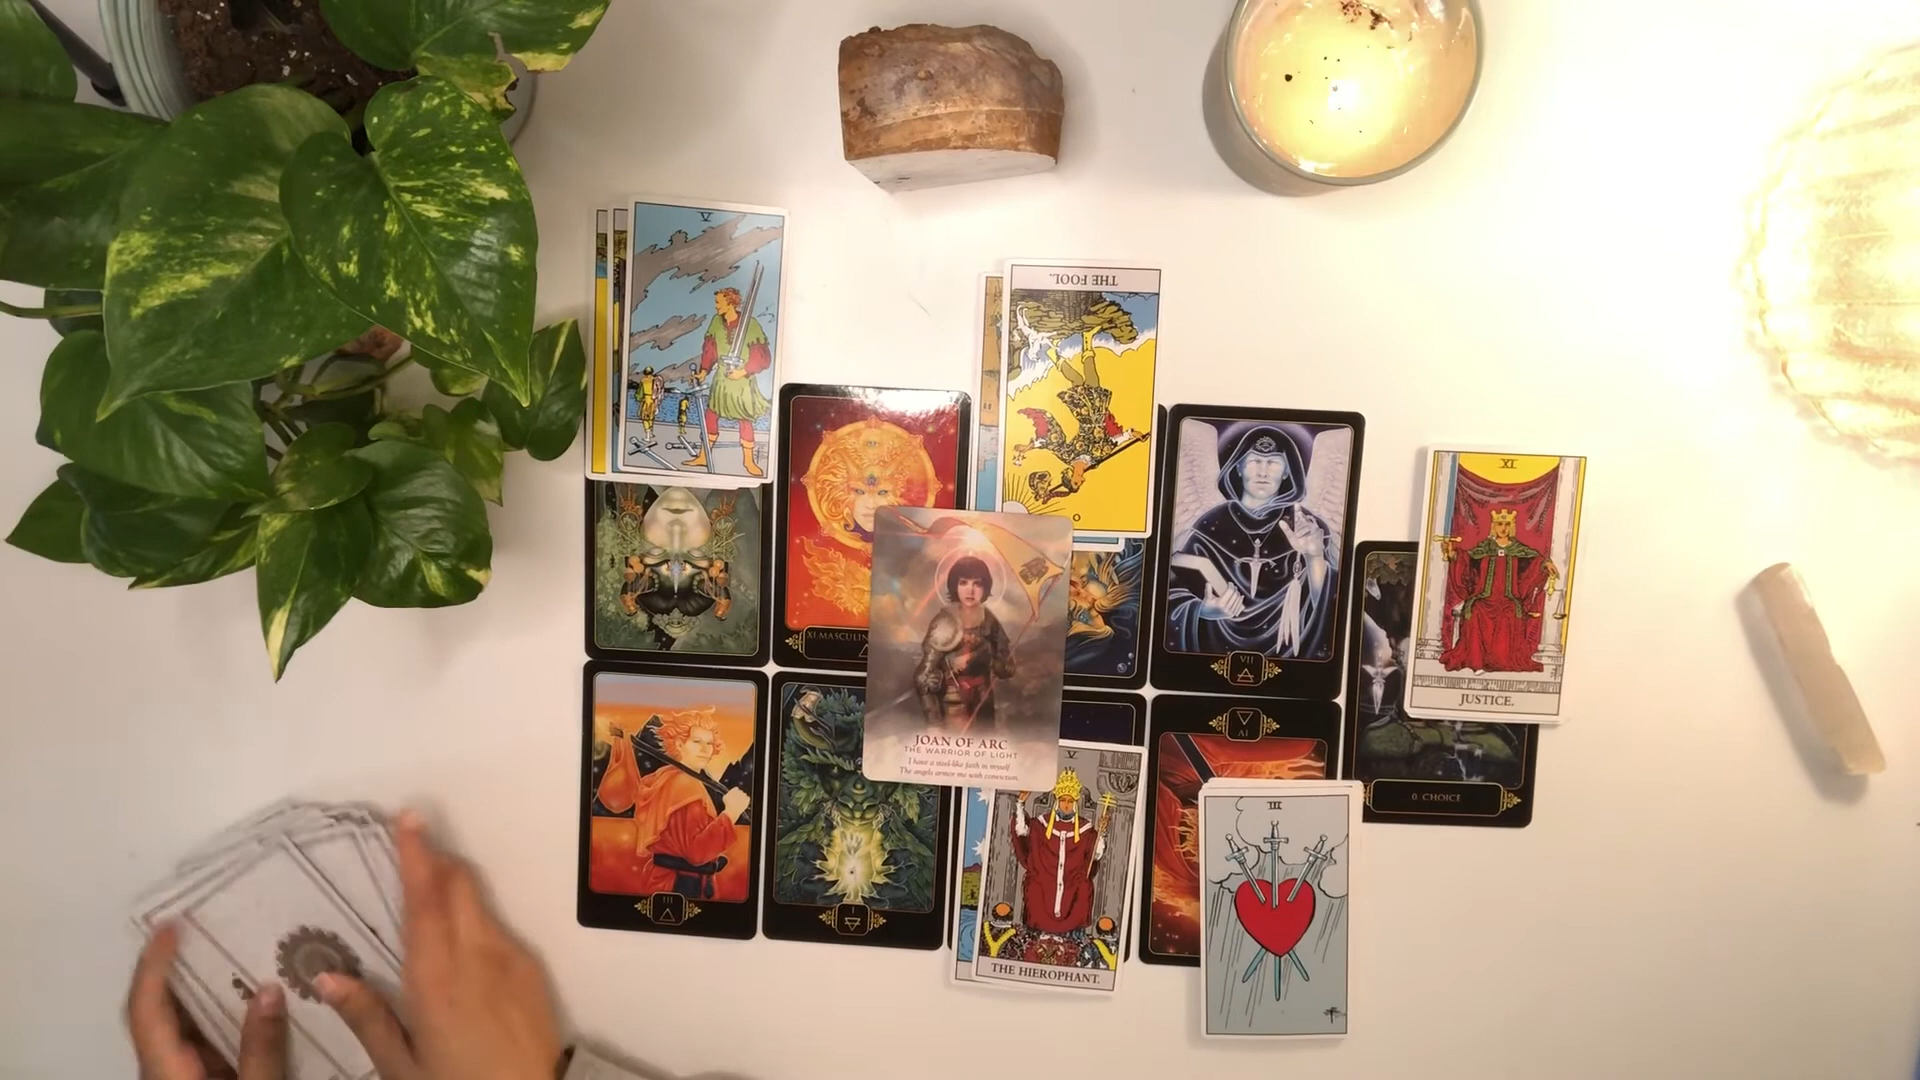 V
THE FOOL.
0
XI
JUSTICE.
XI MASCULIN
VII
JOAN OF ARC
THE WARRIOR OF LIGHT
I have a steel-like faith in myself.
The angels armor me with conviction.
V
VI
0. CHOICE
III
III
I
THE HIEROPHANT.